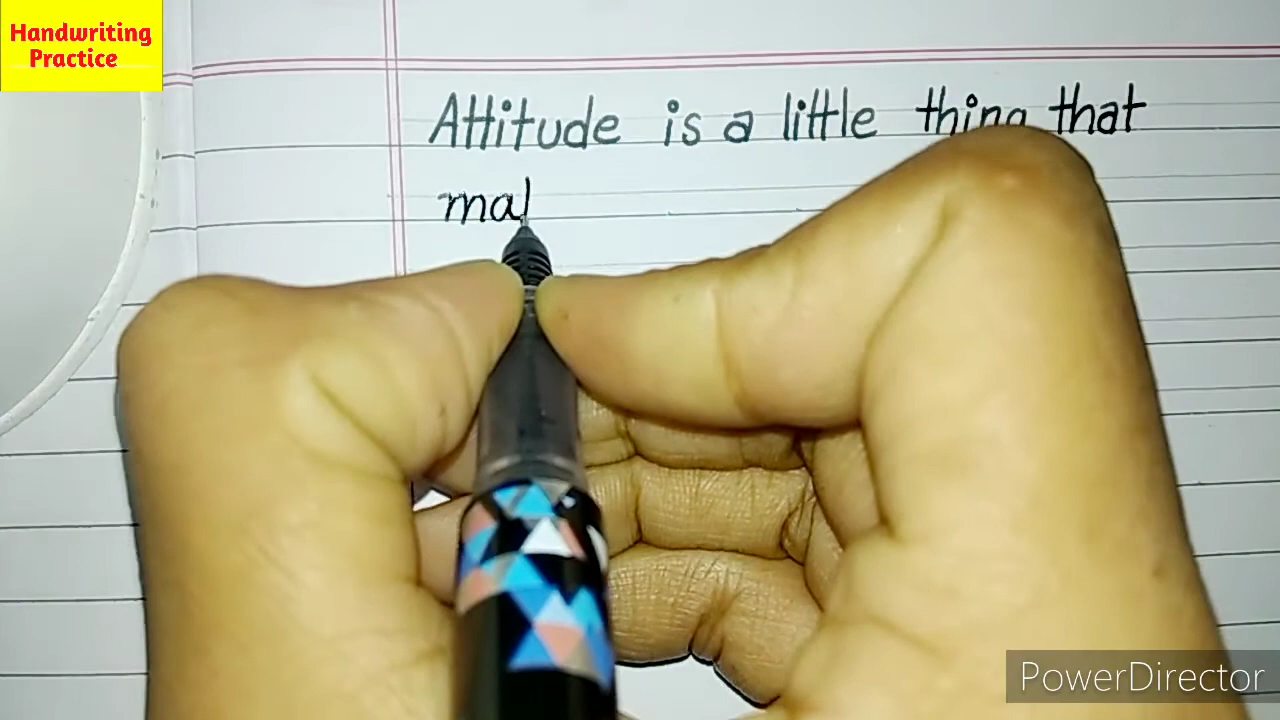 Handwriting
Practice
Attitude is a little thing that
mal
PowerDirector